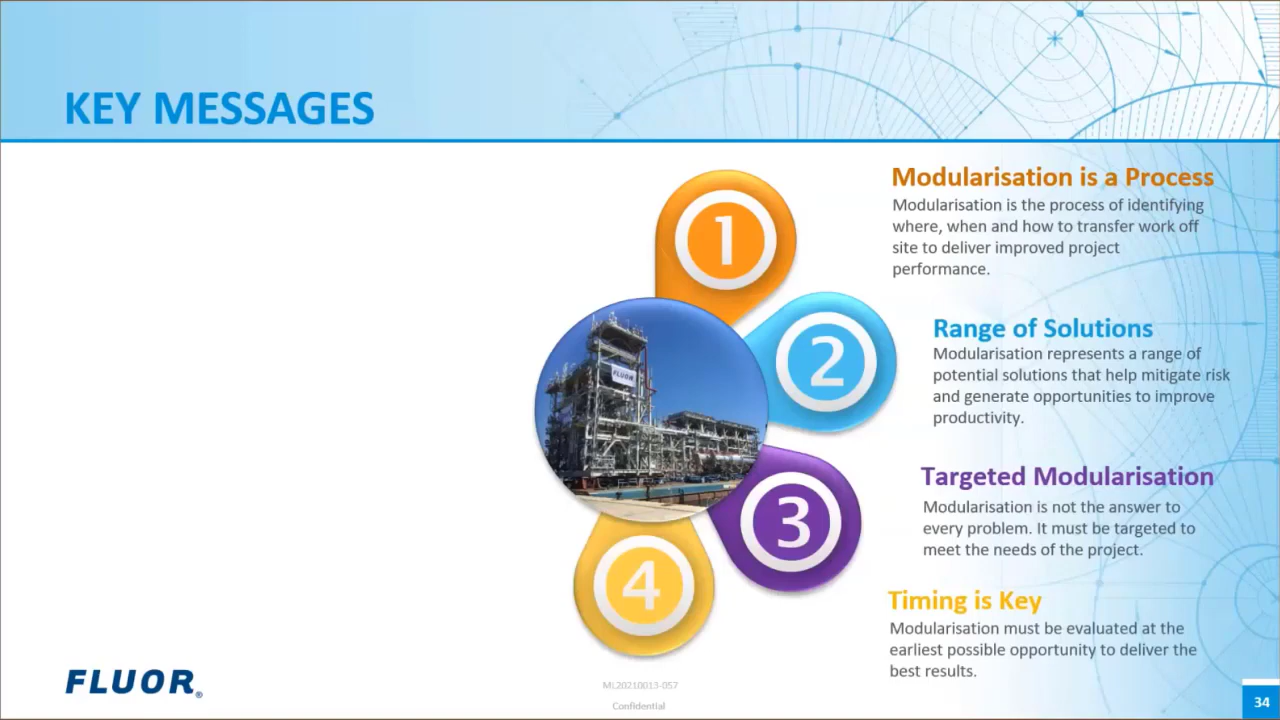 KEY MESSAGES
1
Modularisation is a Process
Modularisation is the process of identifying
where, when and how to transfer work off
site to deliver improved project
performance.
2
Range of Solutions
Modularisation represents a range of
potential solutions that help mitigate risk
and generate opportunities to improve
productivity.
FLUOR
3
Targeted Modularisation
Modularisation is not the answer to
every problem. It must be targeted to
meet the needs of the project.
4
Timing is Key
Modularisation must be evaluated at the
earliest possible opportunity to deliver the
best results.
FLUOR®
MI.20210013-057
Confidential
34